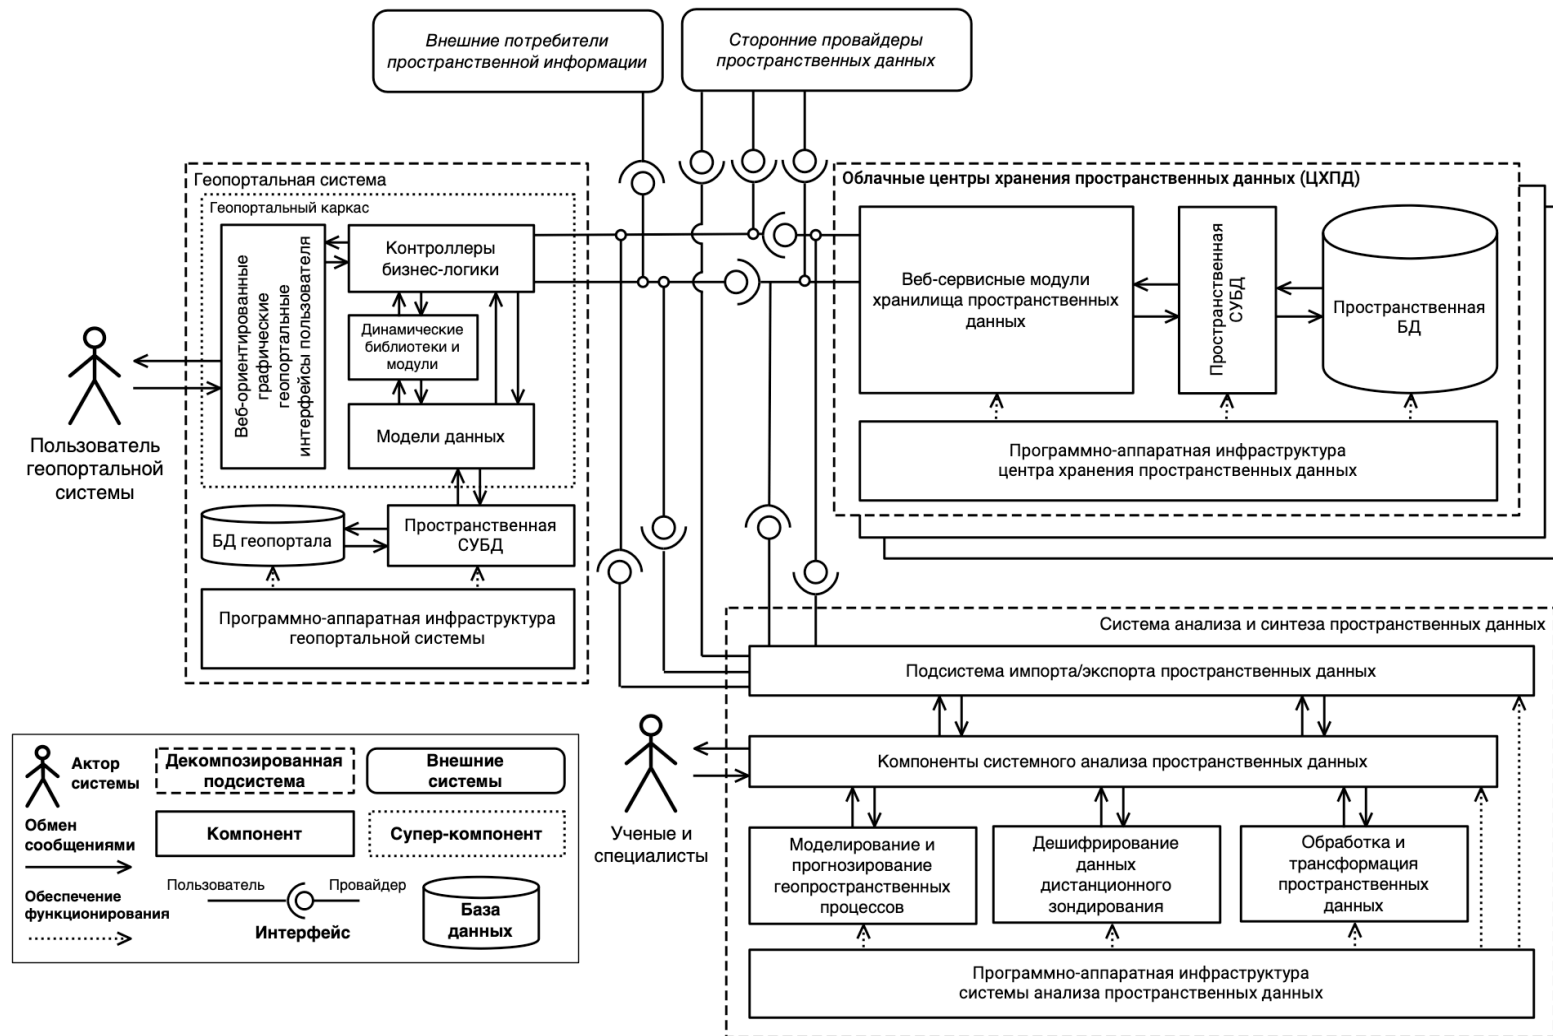 Внешние потребители
пространственной информации
Сторонние провайдеры
пространственных данных
Геопортальная система
Геопортальный каркас
Веб-ориентированные
графические
геопортальные
интерфейсы пользователя
Контроллеры
бизнес-логики
Динамические
библиотеки и
модули
Модели данных
Пользователь
геопортальной
системы
БД геопортала
Пространственная
СУБД
Программно-аппаратная инфраструктура
геопортальной системы
Облачные центры хранения пространственных данных (ЦХПД)
Веб-сервисные модули
хранилища пространственных
данных
Пространственная
СУБД
Пространственная
БД
Программно-аппаратная инфраструктура
центра хранения пространственных данных
Система анализа и синтеза пространственных данных
Подсистема импорта/экспорта пространственных данных
Компоненты системного анализа пространственных данных
Ученые и
специалисты
Моделирование и
прогнозирование
геопространственных
процессов
Дешифрирование
данных
дистанционного
зондирования
Обработка и
трансформация
пространственных
данных
Программно-аппаратная инфраструктура
системы анализа пространственных данных
Актор
системы
Декомпозированная
подсистема
Внешние
системы
Обмен
сообщениями
Компонент
Супер-компонент
Обеспечение
функционирования
Пользователь
Провайдер
Интерфейс
База
данных